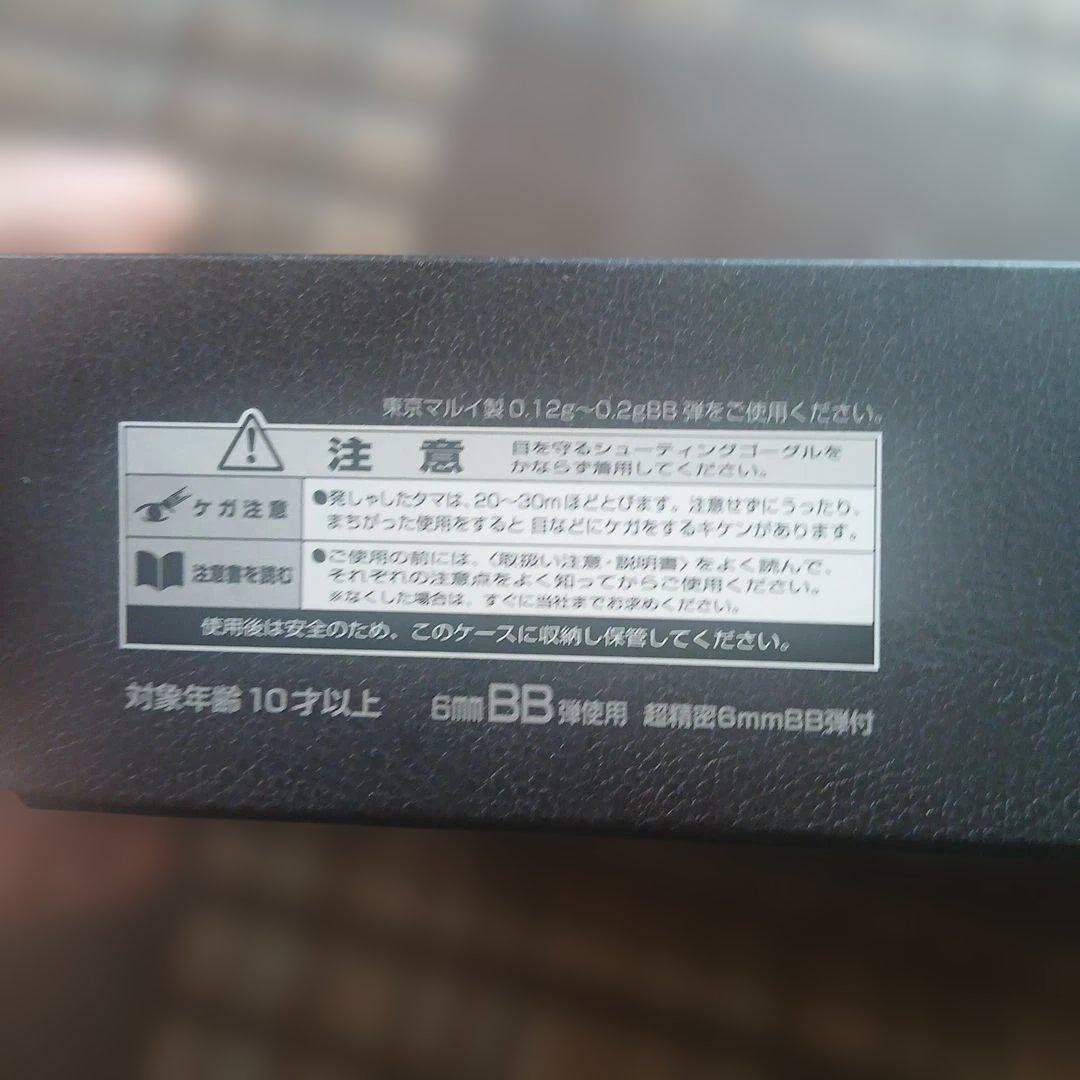 東京マルイ製0.12g〜0.2gBB弾をご使用ください。
注意 目を守るシューティングゴーグルを
かならず着用してください。
ケガ注意
●発しゃしたタマは、20〜30mほどとびます。注意せずにうったり、
まちがった使用をすると 目などにケガをするキケンがあります。
注意書を読む
●ご使用の前には、〈取扱い注意・説明書〉をよく読んで、
それぞれの注意点をよく知ってからご使用ください。
※なくした場合は、すぐに当社までお求めください。
使用後は安全のため、このケースに収納し保管してください。
対象年齢10才以上 6mmBB弾使用 超精密6mmBB弾付